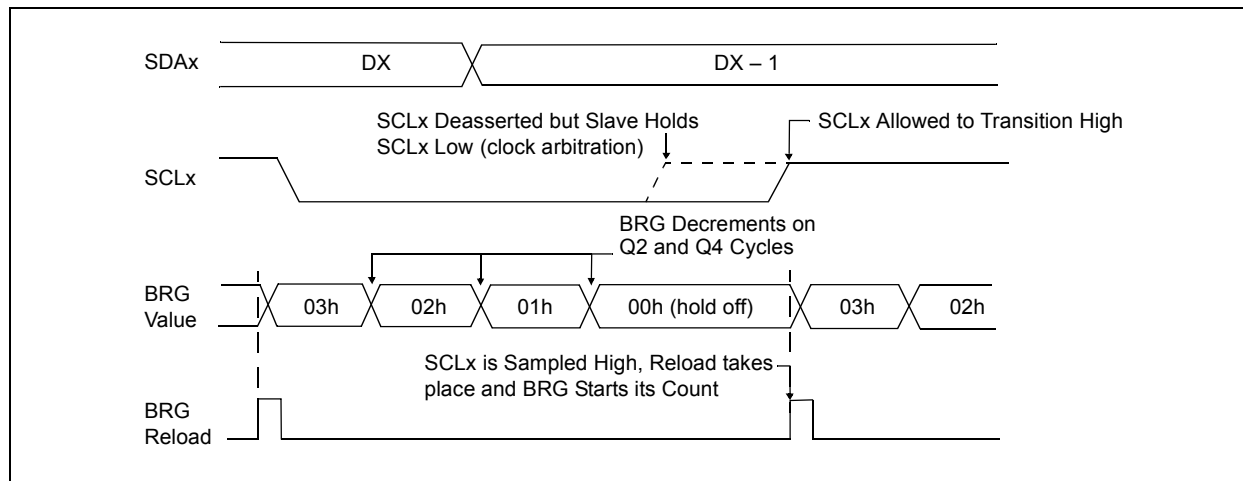 SDAx
DX
DX – 1
SCLx Deasserted but Slave Holds
SCLx Low (clock arbitration)
SCLx Allowed to Transition High
SCLx
BRG Decrements on
Q2 and Q4 Cycles
BRG
Value
03h
02h
01h
00h (hold off)
03h
02h
SCLx is Sampled High, Reload takes
place and BRG Starts its Count
BRG
Reload